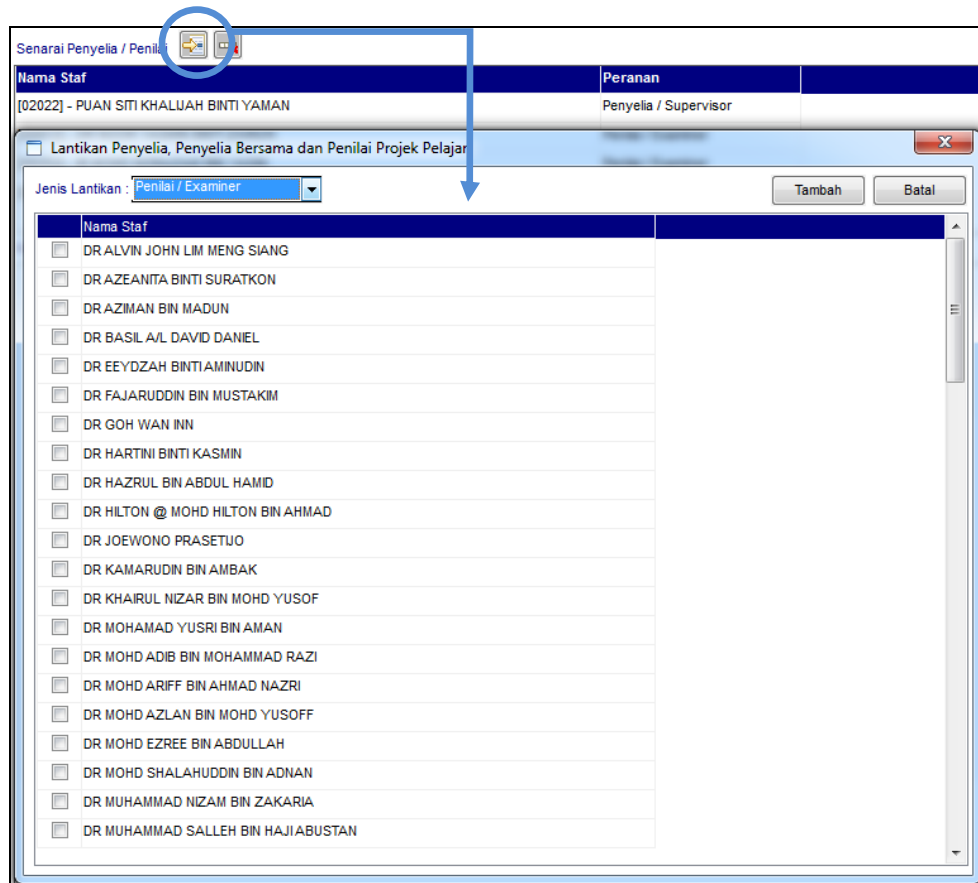 Senarai Penyelia / Penilai
Nama Staf Peranan
[02022] - PUAN SITI KHALIJAH BINTI YAMAN Penyelia / Supervisor
Lantikan Penyelia, Penyelia Bersama dan Penilai Projek Pelajar
Jenis Lantikan : Penilai / Examiner Tambah Batal
Nama Staf
DR ALVIN JOHN LIM MENG SIANG
DR AZEANITA BINTI SURATKON
DR AZIMAN BIN MADUN
DR BASIL A/L DAVID DANIEL
DR EEYDZAH BINTI AMINUDIN
DR FAJARUDDIN BIN MUSTAKIM
DR GOH WAN INN
DR HARTINI BINTI KASMIN
DR HAZRUL BIN ABDUL HAMID
DR HILTON @ MOHD HILTON BIN AHMAD
DR JOEWONO PRASETIJO
DR KAMARUDIN BIN AMBAK
DR KHAIRUL NIZAR BIN MOHD YUSOF
DR MOHAMAD YUSRI BIN AMAN
DR MOHD ADIB BIN MOHAMMAD RAZI
DR MOHD ARIFF BIN AHMAD NAZRI
DR MOHD AZLAN BIN MOHD YUSOFF
DR MOHD EZREE BIN ABDULLAH
DR MOHD SHALAHUDDIN BIN ADNAN
DR MUHAMMAD NIZAM BIN ZAKARIA
DR MUHAMMAD SALLEH BIN HAJI ABUSTAN